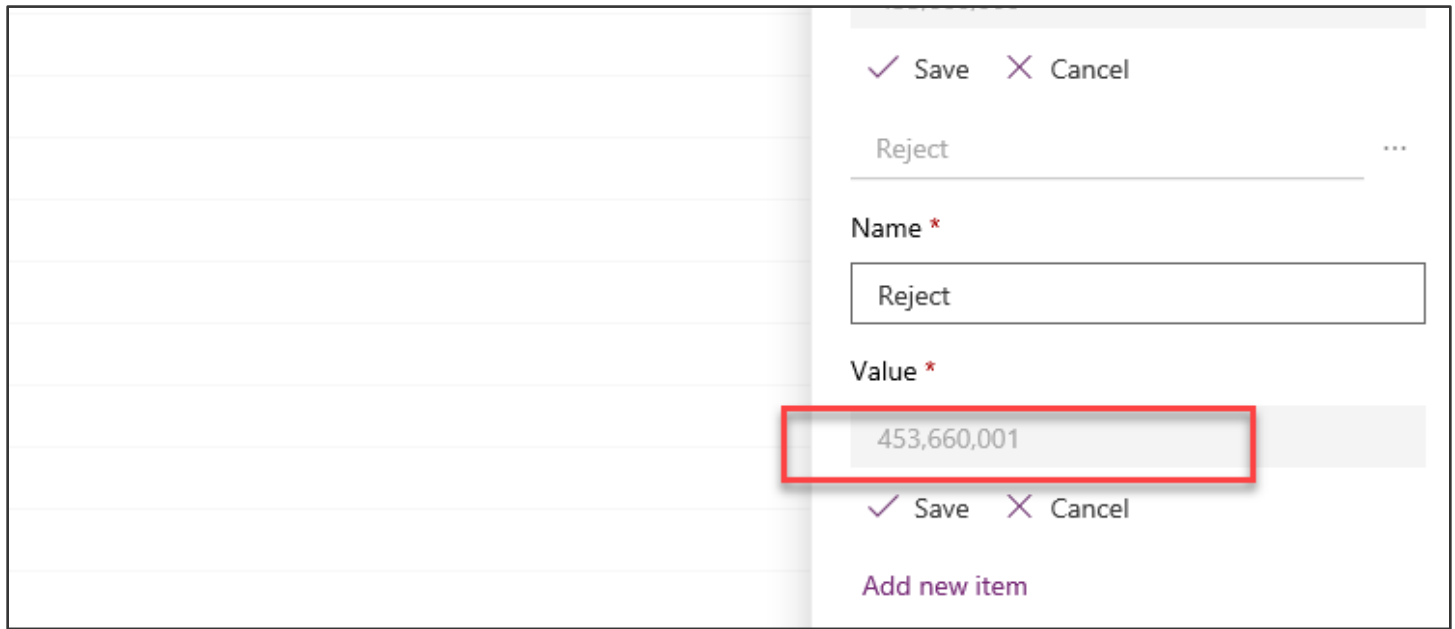 Save Cancel
Reject ...
Name *
Reject
Value *
453,660,001
Save Cancel
Add new item